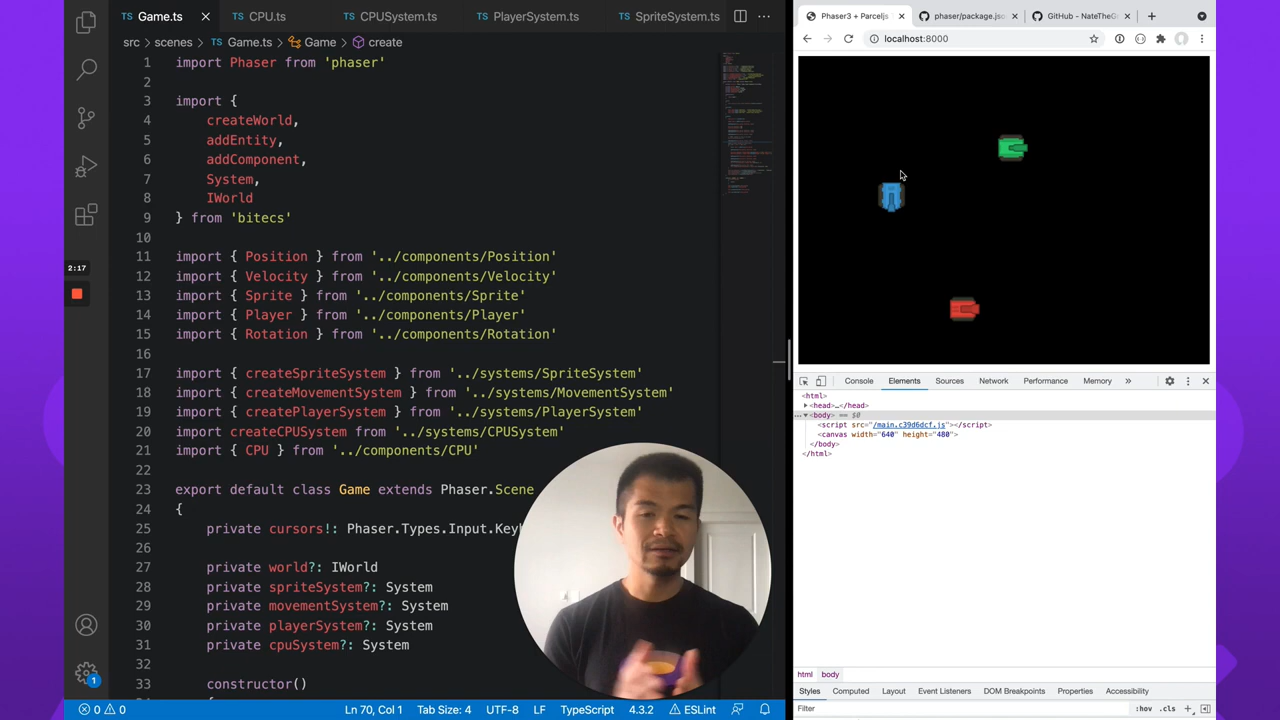 Game.ts
CPU.ts
CPUSystem.ts
PlayerSystem.ts
SpriteSystem.ts
src scenes Game.ts Game create
1 import Phaser from 'phaser'
2
3 import {
4 createWorld,
5 addEntity,
6 addComponent,
7 System,
8 IWorld
9 } from 'bitecs'
10
11 import { Position } from '../components/Position'
12 import { Velocity } from '../components/Velocity'
13 import { Sprite } from '../components/Sprite'
14 import { Player } from '../components/Player'
15 import { Rotation } from '../components/Rotation'
16
17 import { createSpriteSystem } from '../systems/SpriteSystem'
18 import { createMovementSystem } from '../systems/MovementSystem'
19 import { createPlayerSystem } from '../systems/PlayerSystem'
20 import createCPUSystem from '../systems/CPUSystem'
21 import { CPU } from '../components/CPU'
22
23 export default class Game extends Phaser.Scene
24 {
25 private cursors!: Phaser.Types.Input.Key
26
27 private world?: IWorld
28 private spriteSystem?: System
29 private movementSystem?: System
30 private playerSystem?: System
31 private cpuSystem?: System
32
33 constructor()
2:17
1
0 0
Ln 70, Col 1
Tab Size: 4
UTF-8
LF
TypeScript
4.3.2
ESLint
Phaser3 + Parceljs
phaser/package.jso
GitHub - NateTheGr
localhost:8000
Console
Elements
Sources
Network
Performance
Memory
<html>
<head>…</head>
<body> == $0
<script src="/main.c39d6dcf.js"></script>
<canvas width="640" height="480">
</body>
</html>
html body
Styles
Computed
Layout
Event Listeners
DOM Breakpoints
Properties
Accessibility
Filter
:hov .cls